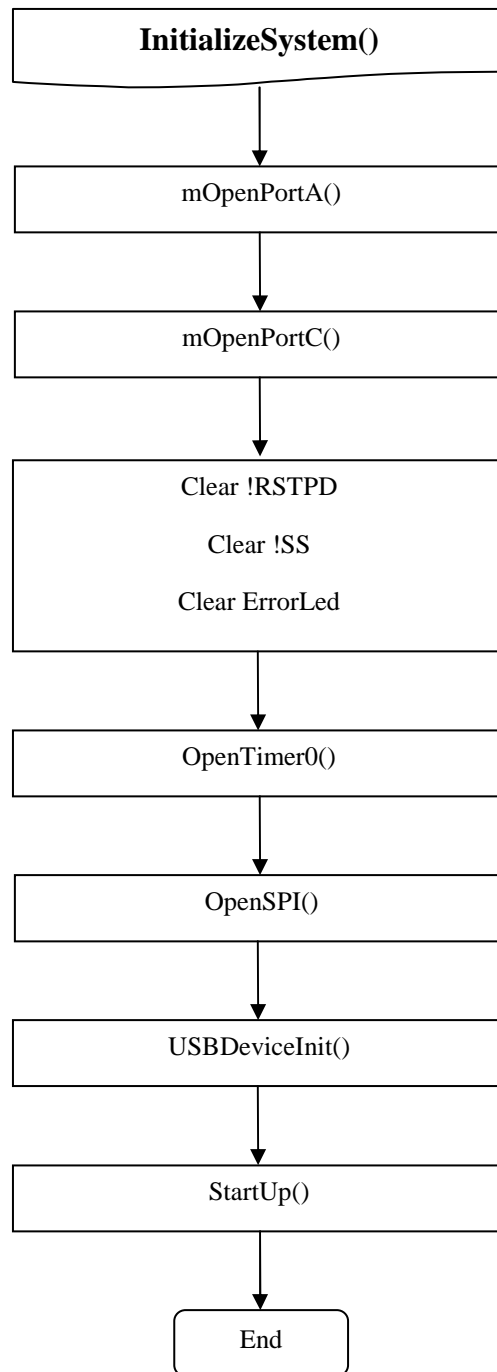 InitializeSystem()
mOpenPortA()
mOpenPortC()
Clear !RSTPD
Clear !SS
Clear ErrorLed
OpenTimer0()
OpenSPI()
USBDeviceInit()
StartUp()
End